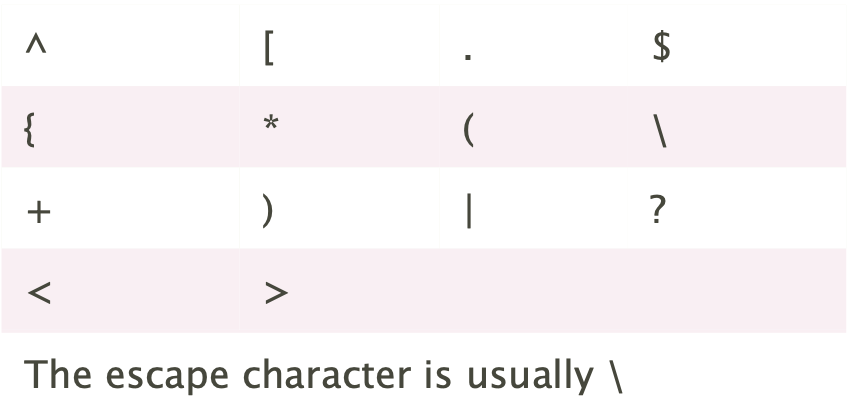 ^ [ . $
{ * ( \
+ ) | ?
< >
The escape character is usually \